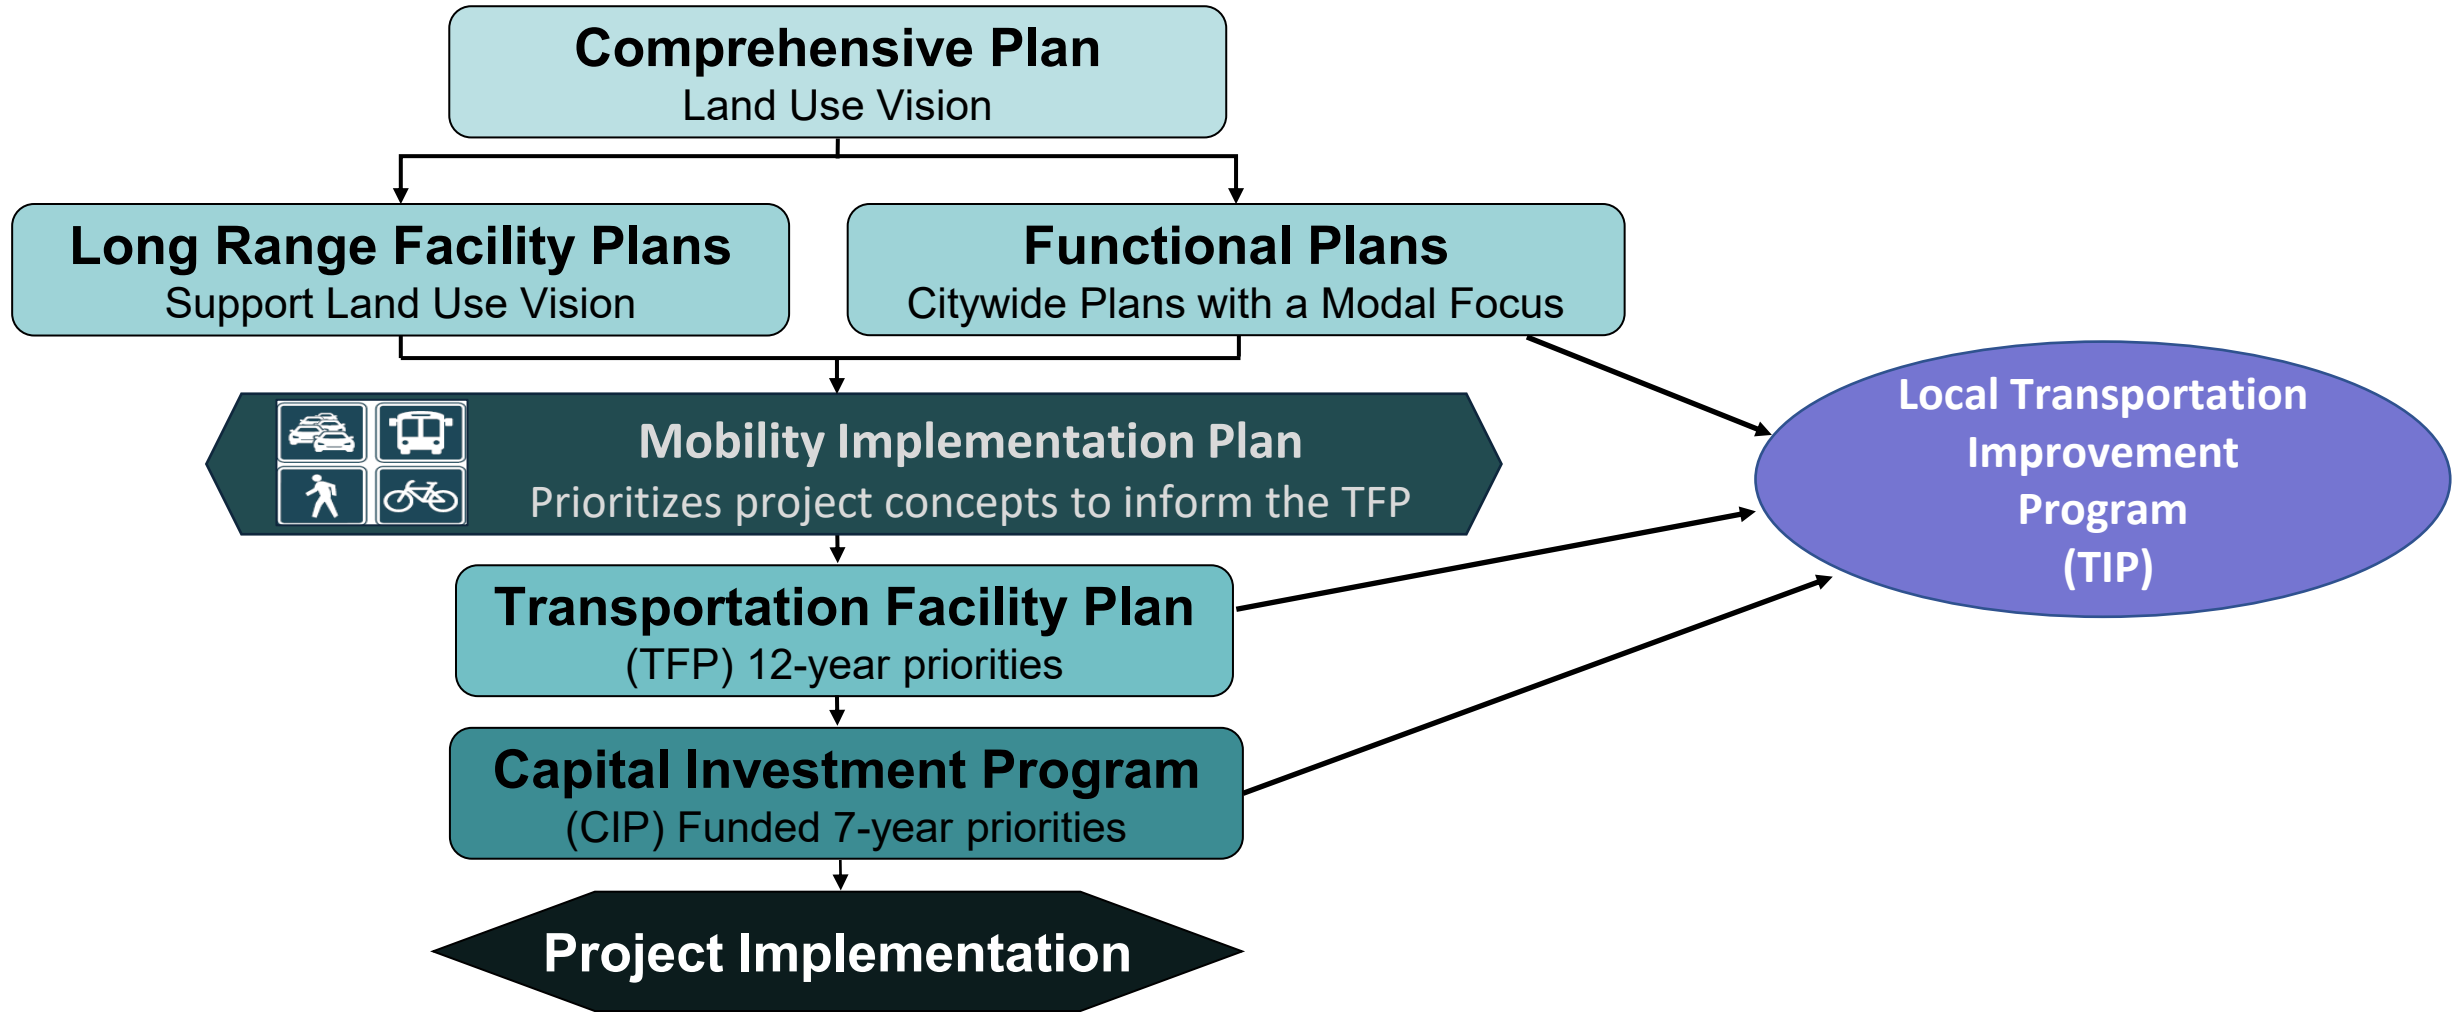 Comprehensive Plan
Land Use Vision
Long Range Facility Plans
Support Land Use Vision
Functional Plans
Citywide Plans with a Modal Focus
Mobility Implementation Plan
Prioritizes project concepts to inform the TFP
Local Transportation
Improvement
Program
(TIP)
Transportation Facility Plan
(TFP) 12-year priorities
Capital Investment Program
(CIP) Funded 7-year priorities
Project Implementation